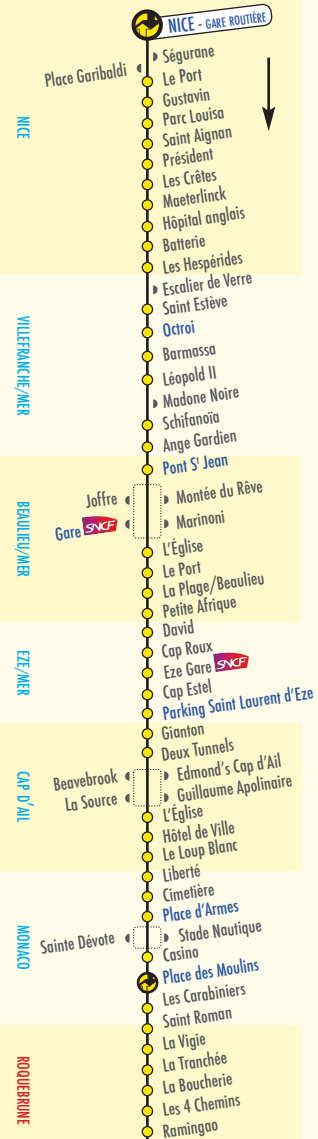 NICE - GARE ROUTIÈRE
Ségurane
Place Garibaldi
Le Port
Gustavin
Parc Louisa
Saint Aignan
Président
Les Crêtes
Maeterlinck
Hôpital anglais
Batterie
Les Hespérides
NICE
Escalier de Verre
Saint Estève
Octroi
Barmassa
Léopold II
Madone Noire
Schifanoïa
Ange Gardien
VILLEFRANCHE/MER
Pont St Jean
Joffre
Montée du Rêve
Gare SNCF
Marinoni
L'Église
Le Port
La Plage/Beaulieu
Petite Afrique
BEAULIEU/MER
David
Cap Roux
Eze Gare SNCF
Cap Estel
Parking Saint Laurent d'Eze
EZE/MER
Gianton
Deux Tunnels
Beavebrook
Edmond's Cap d'Ail
La Source
Guillaume Apolinaire
L'Église
Hôtel de Ville
Le Loup Blanc
CAP D'AIL
Liberté
Cimetière
Place d'Armes
Sainte Dévote
Stade Nautique
Casino
Place des Moulins
Les Carabiniers
Saint Roman
MONACO
La Vigie
La Tranchée
La Boucherie
Les 4 Chemins
Ramingao
ROQUEBRUNE